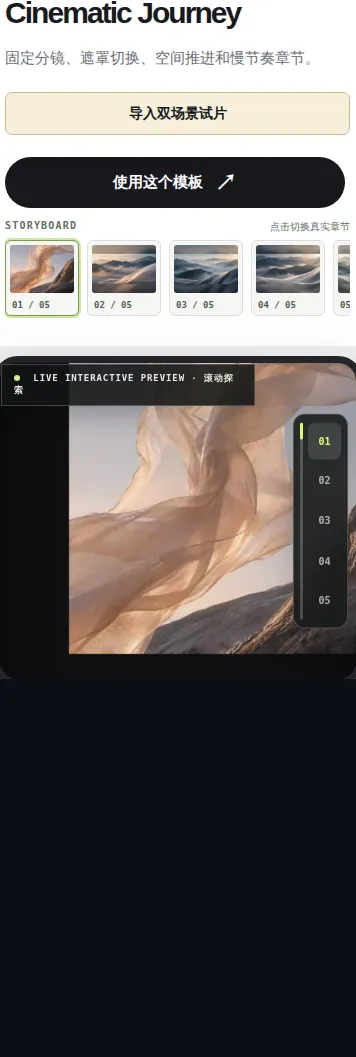 Cinematic Journey
固定分镜、遮罩切换、空间推进和慢节奏章节。
导入双场景试片
使用这个模板 ↗
STORYBOARD
点击切换真实章节
01 / 05
02 / 05
03 / 05
04 / 05
05
LIVE INTERACTIVE PREVIEW · 滚动探
索
01
02
03
04
05